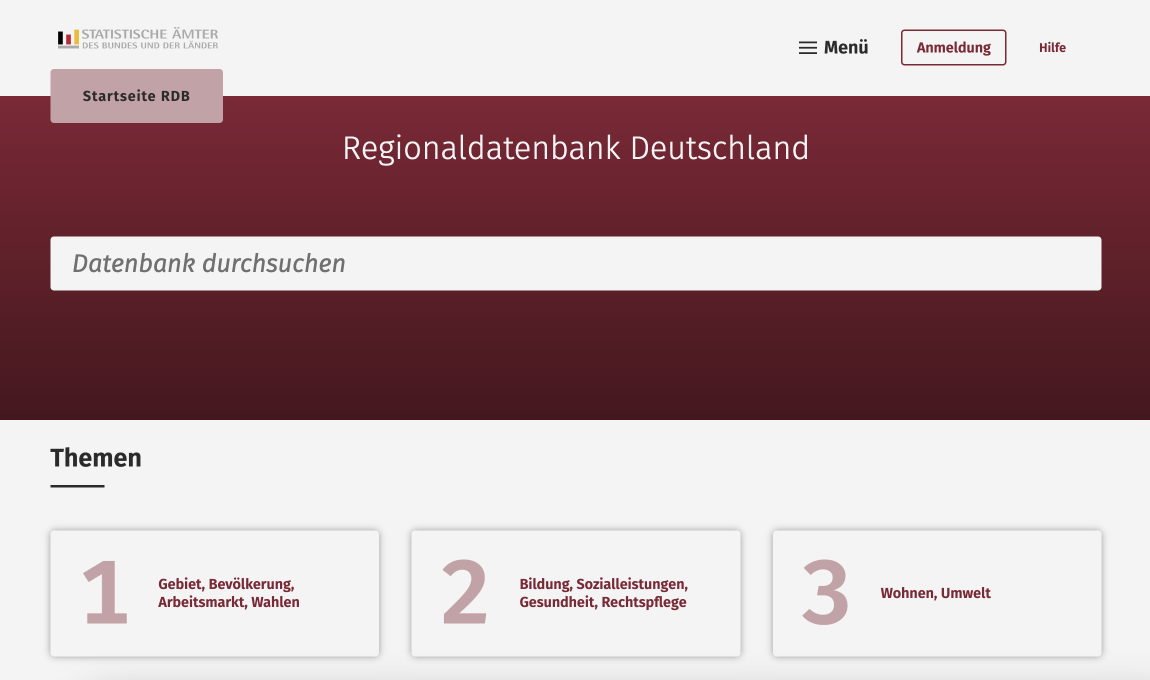 STATISTISCHE ÄMTER
DES BUNDES UND DER LÄNDER
Menü
Anmeldung
Hilfe
Startseite RDB
Regionaldatenbank Deutschland
Datenbank durchsuchen
Themen
1
Gebiet, Bevölkerung,
Arbeitsmarkt, Wahlen
2
Bildung, Sozialleistungen,
Gesundheit, Rechtspflege
3
Wohnen, Umwelt